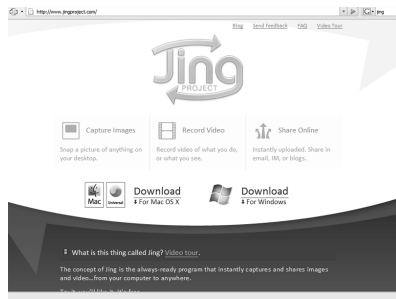 http://www.jingproject.com/
jing
Blog Send Feedback FAQ Video Tour
Jing
PROJECT
Capture Images
Snap a picture of anything on
your desktop.
Record Video
Record video of what you do,
or what you see.
Share Online
Instantly uploaded. Share in
email, IM, or blogs.
Mac
Universal
Download
For Mac OS X
Download
For Windows
What is this thing called Jing? Video tour.
The concept of Jing is the always-ready program that instantly captures and shares images
and video...from your computer to anywhere.